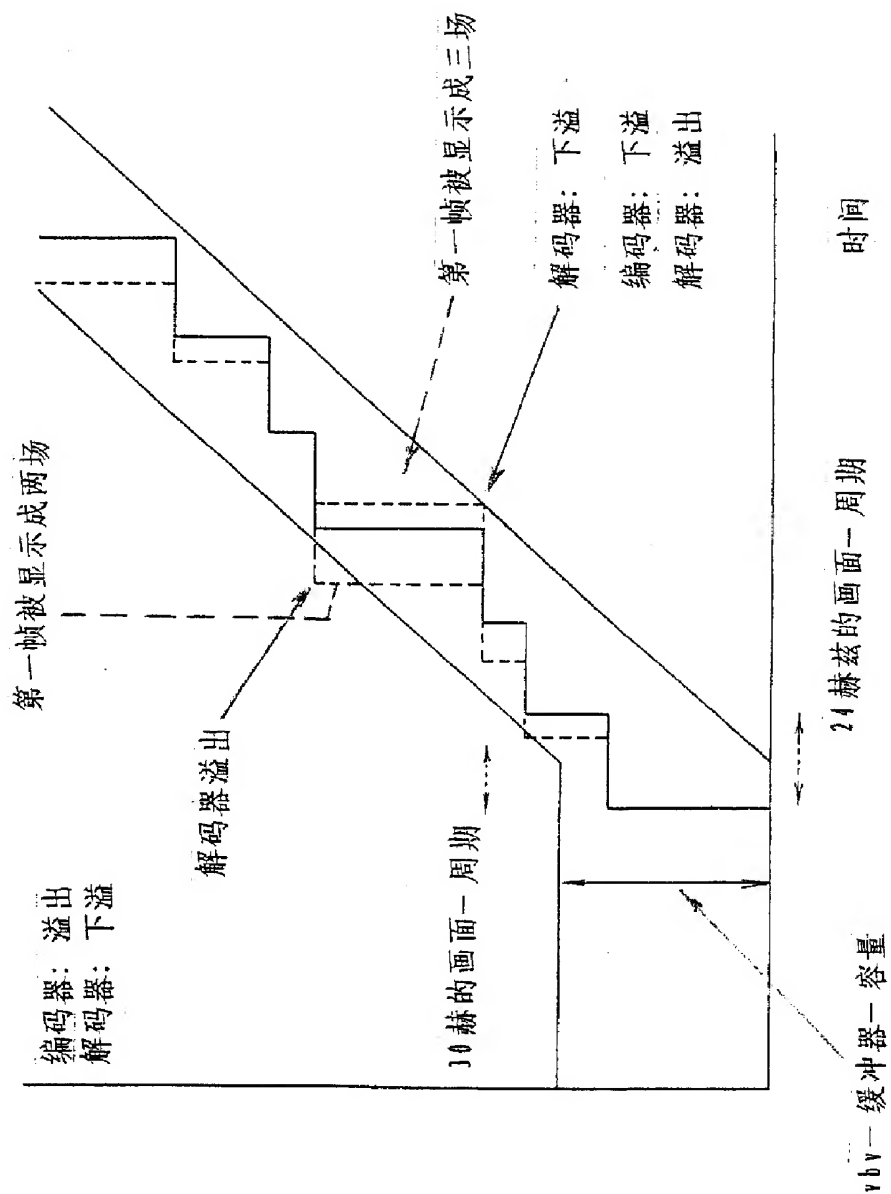 编码器: 溢出
解码器: 下溢
第一帧被显示成两场
解码器溢出
第一帧被显示成三场
30赫的画面一周期
解码器: 下溢
编码器: 下溢
解码器: 溢出
vbv一缓冲器一容量
24赫兹的画面一周期
时间